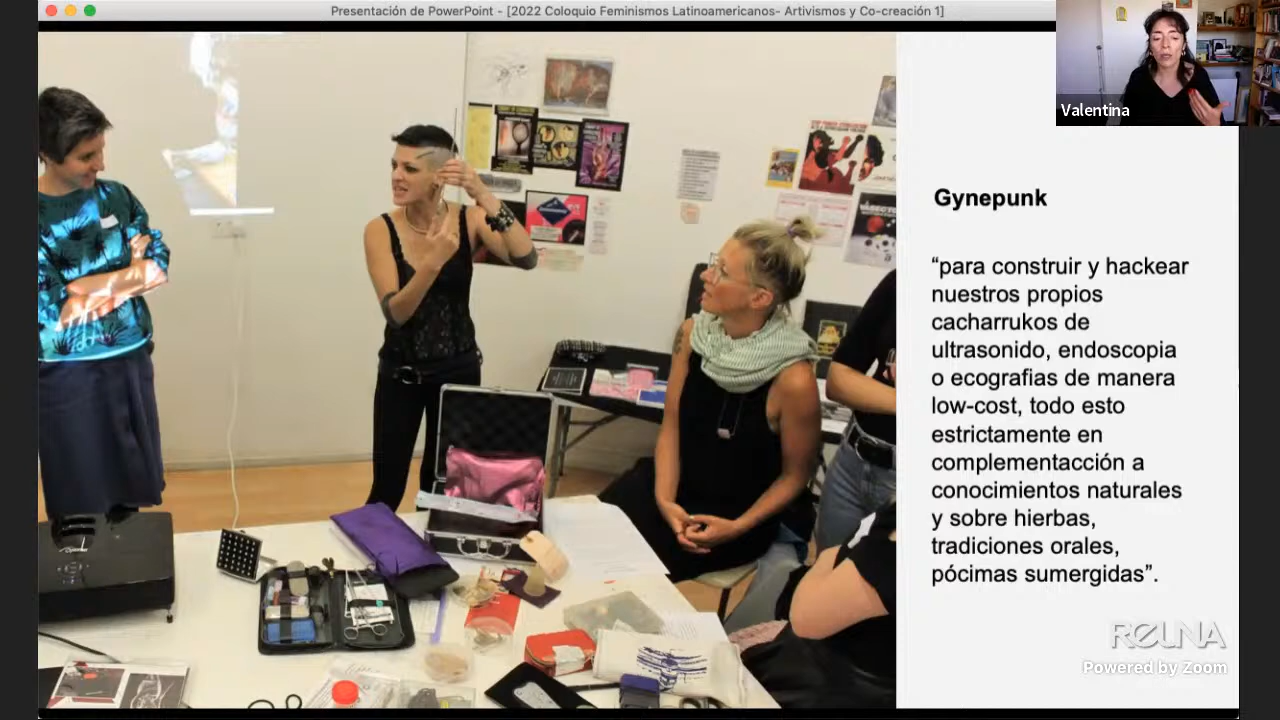 Presentación de PowerPoint - [2022 Coloquio Feminismos Latinoamericanos- Artivismos y Co-creación 1]
Valentina
Gynepunk
“para construir y hackear
nuestros propios
cacharrukos de
ultrasonido, endoscopia
o ecografias de manera
low-cost, todo esto
estrictamente en
complementacción a
conocimientos naturales
y sobre hierbas,
tradiciones orales,
pócimas sumergidas”.
REUNA
Powered by Zoom